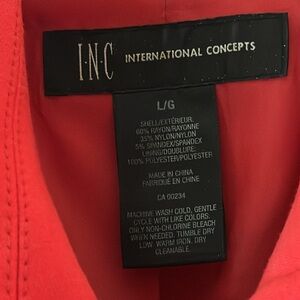 I·N·C INTERNATIONAL CONCEPTS
L/G
SHELL/EXTÉRIEUR:
60% RAYON/RAYONNE
35% NYLON/NYLON
5% SPANDEX/SPANDEX
LINING/DOUBLURE:
100% POLYESTER/POLYESTER
MADE IN CHINA
FABRIQUÉ EN CHINE
CA 00234
MACHINE WASH COLD, GENTLE
CYCLE WITH LIKE COLORS.
ONLY NON-CHLORINE BLEACH
WHEN NEEDED. TUMBLE DRY
LOW. WARM IRON. DRY
CLEANABLE.